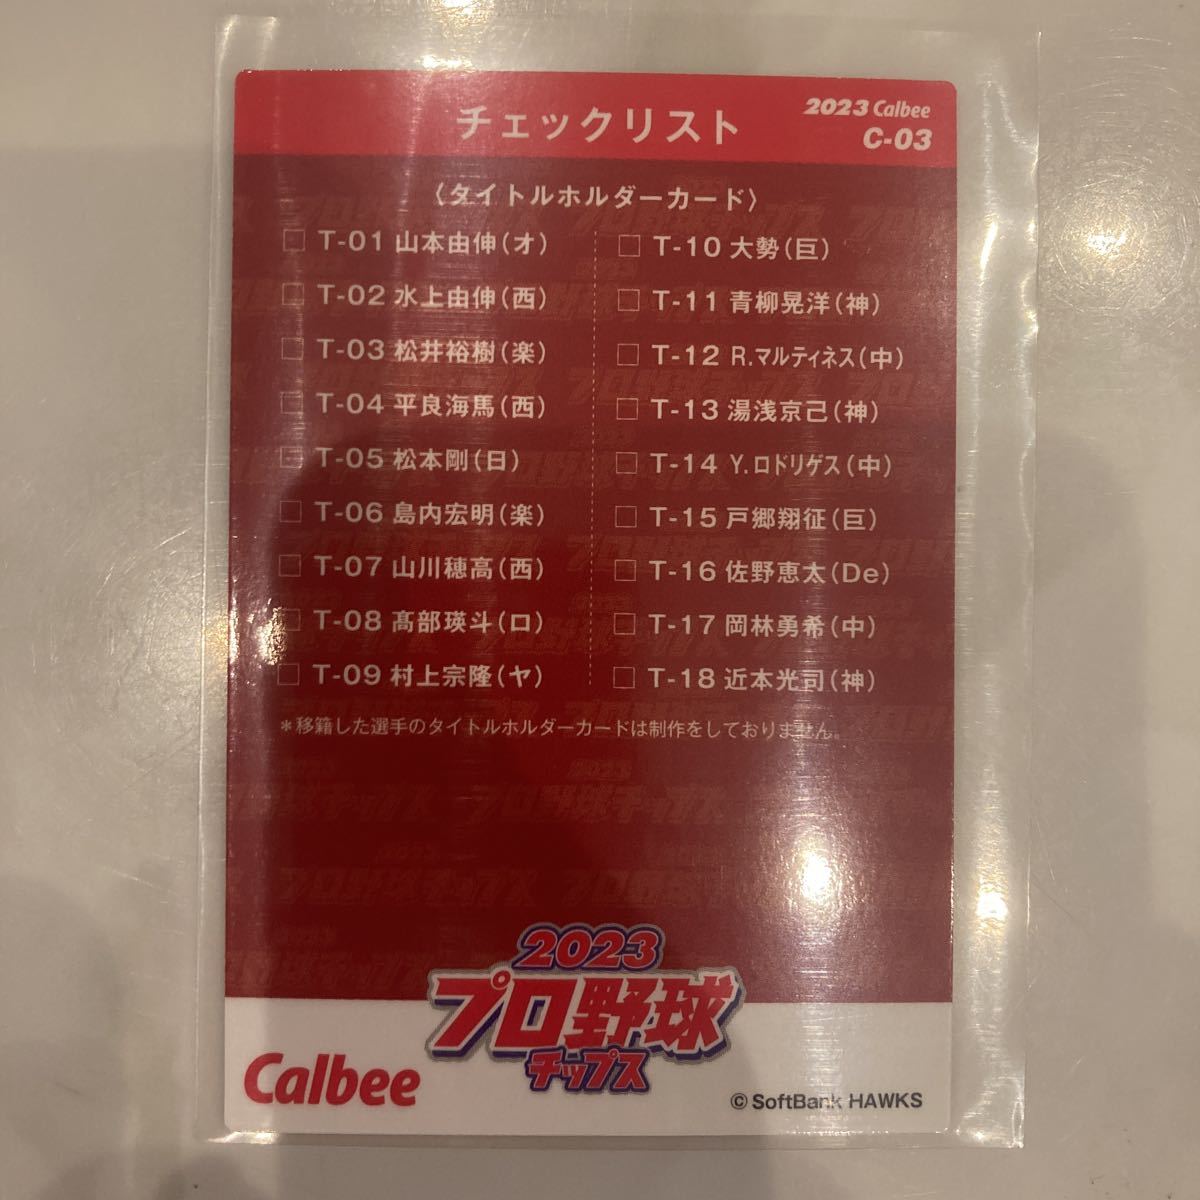 2023 Calbee
チェックリスト
C-03
〈タイトルホルダーカード〉
□ T-01 山本由伸(オ)
□ T-02 水上由伸(西)
□ T-03 松井裕樹(楽)
□ T-04 平良海馬(西)
□ T-05 松本剛(日)
□ T-06 島内宏明(楽)
□ T-07 山川穂高(西)
□ T-08 髙部瑛斗(ロ)
□ T-09 村上宗隆(ヤ)
□ T-10 大勢(巨)
□ T-11 青柳晃洋(神)
□ T-12 R.マルティネス(中)
□ T-13 湯浅京己(神)
□ T-14 Y.ロドリゲス(中)
□ T-15 戸郷翔征(巨)
□ T-16 佐野恵太(De)
□ T-17 岡林勇希(中)
□ T-18 近本光司(神)
＊移籍した選手のタイトルホルダーカードは制作をしておりません。
2023
プロ野球
チップス
Calbee
© SoftBank HAWKS